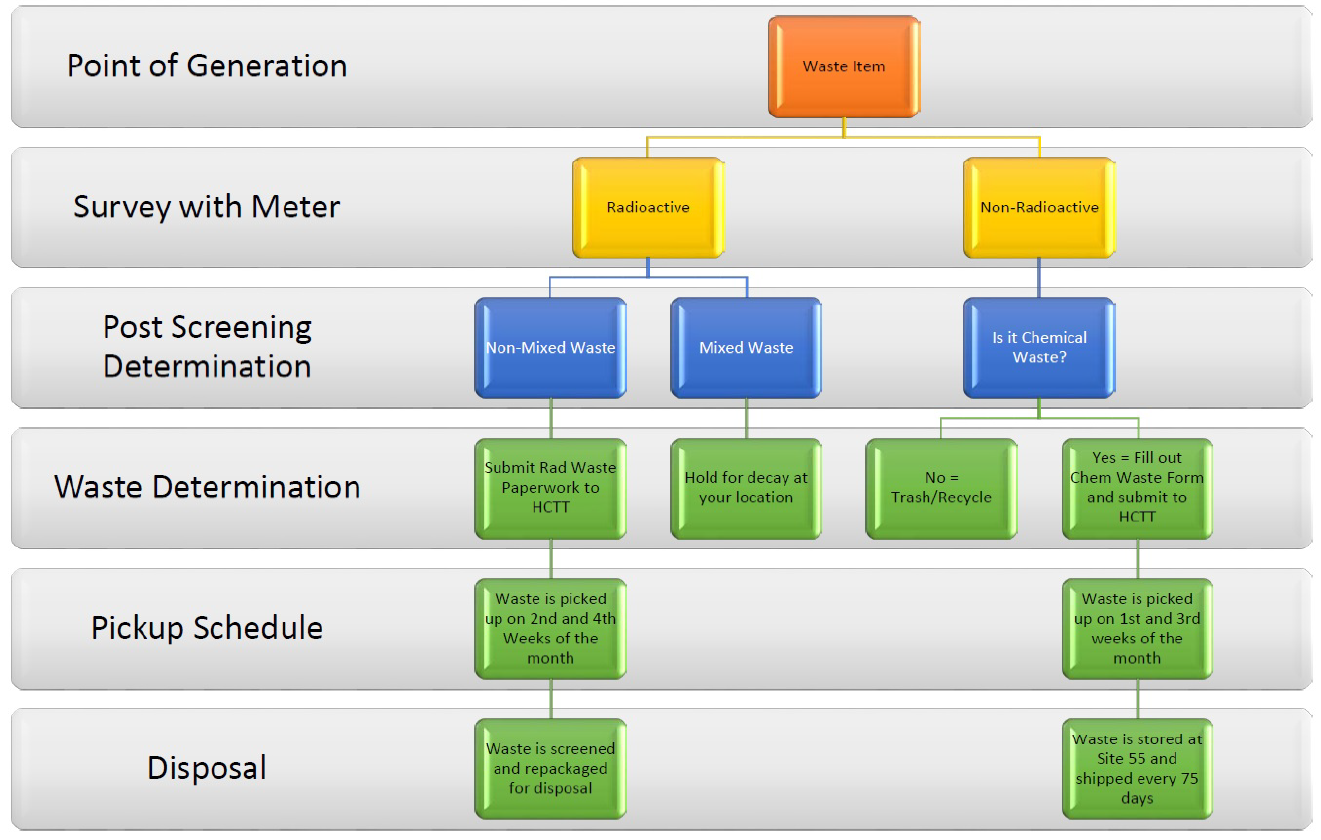 Point of Generation
Waste Item
Survey with Meter
Radioactive
Non-Radioactive
Post Screening
Determination
Non-Mixed Waste
Mixed Waste
Is it Chemical
Waste?
Waste Determination
Submit Rad Waste
Paperwork to
HCTT
Hold for decay at
your location
No =
Trash/Recycle
Yes = Fill out
Chem Waste Form
and submit to
HCTT
Pickup Schedule
Waste is picked
up on 2nd and 4th
Weeks of the
month
Waste is picked
up on 1st and 3rd
weeks of the
month
Disposal
Waste is screened
and repackaged
for disposal
Waste is stored at
Site 55 and
shipped every 75
days